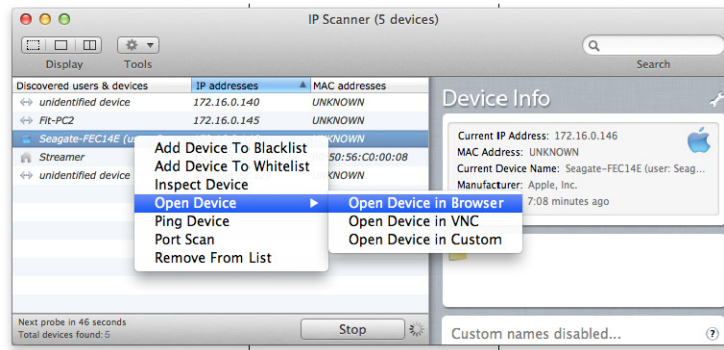 IP Scanner (5 devices)
Display Tools Search
Discovered users & devices IP addresses MAC addresses
unidentified device 172.16.0.140 UNKNOWN
Fit-PC2 172.16.0.145 UNKNOWN
Seagate-FEC14E (us
Streamer 50:56:C0:00:08
unidentified device UNKNOWN
Add Device To Blacklist
Add Device To Whitelist
Inspect Device
Open Device
Ping Device
Port Scan
Remove From List
Open Device in Browser
Open Device in VNC
Open Device in Custom
Device Info
Current IP Address: 172.16.0.146
MAC Address: UNKNOWN
Current Device Name: Seagate-FEC14E (user: Seag...
Manufacturer: Apple, Inc.
7:08 minutes ago
Next probe in 46 seconds
Total devices found: 5
Stop
Custom names disabled... ?